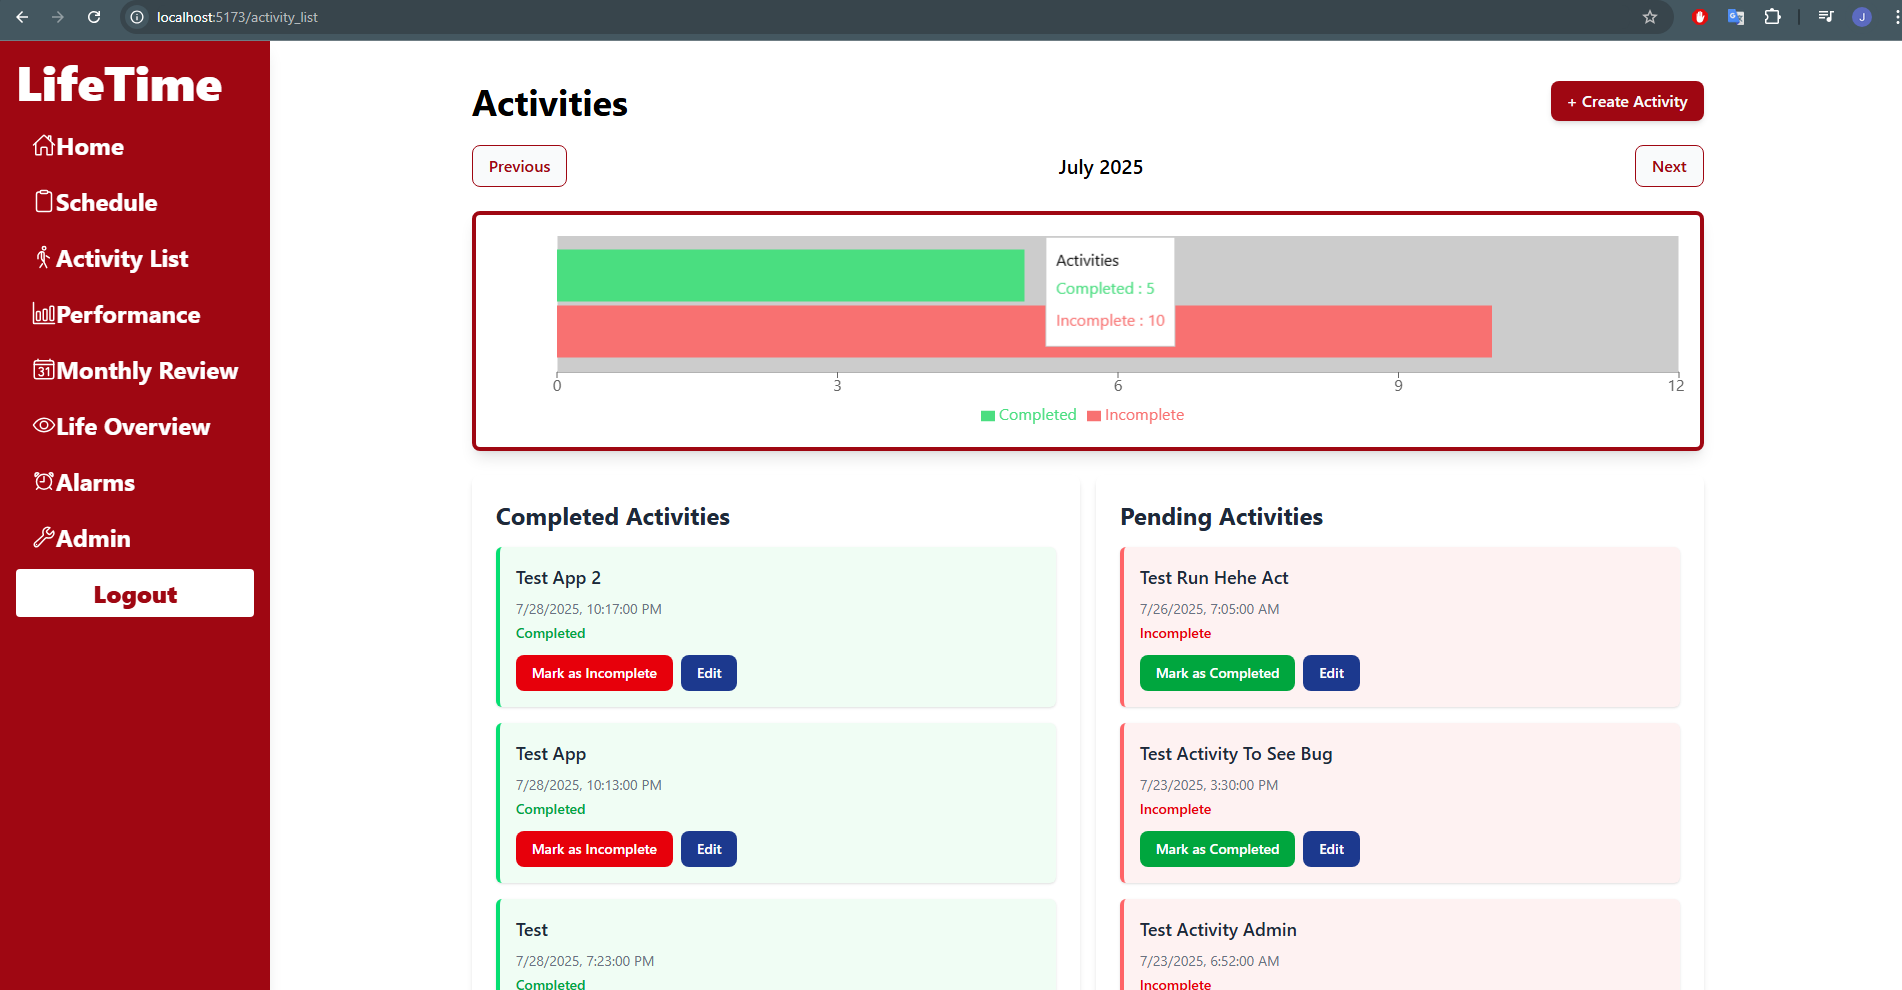 localhost:5173/activity_list
J
LifeTime
Home
Schedule
Activity List
Performance
31 Monthly Review
Life Overview
Alarms
Admin
Logout
Activities
+ Create Activity
Previous
July 2025
Next
Activities
Completed : 5
Incomplete : 10
0 3 6 9 12
Completed Incomplete
Completed Activities
Test App 2
7/28/2025, 10:17:00 PM
Completed
Mark as Incomplete Edit
Test App
7/28/2025, 10:13:00 PM
Completed
Mark as Incomplete Edit
Test
7/28/2025, 7:23:00 PM
Completed
Pending Activities
Test Run Hehe Act
7/26/2025, 7:05:00 AM
Incomplete
Mark as Completed Edit
Test Activity To See Bug
7/23/2025, 3:30:00 PM
Incomplete
Mark as Completed Edit
Test Activity Admin
7/23/2025, 6:52:00 AM
Incomplete